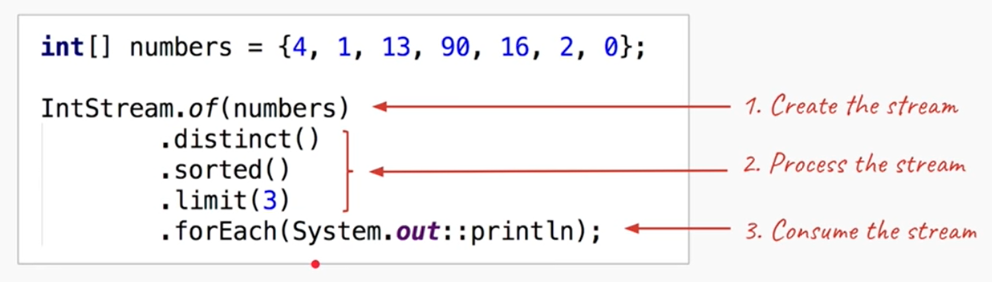 int[] numbers = {4, 1, 13, 90, 16, 2, 0};
IntStream.of(numbers)
1. Create the stream
.distinct()
.sorted()
.limit(3)
2. Process the stream
.forEach(System.out::println);
3. Consume the stream